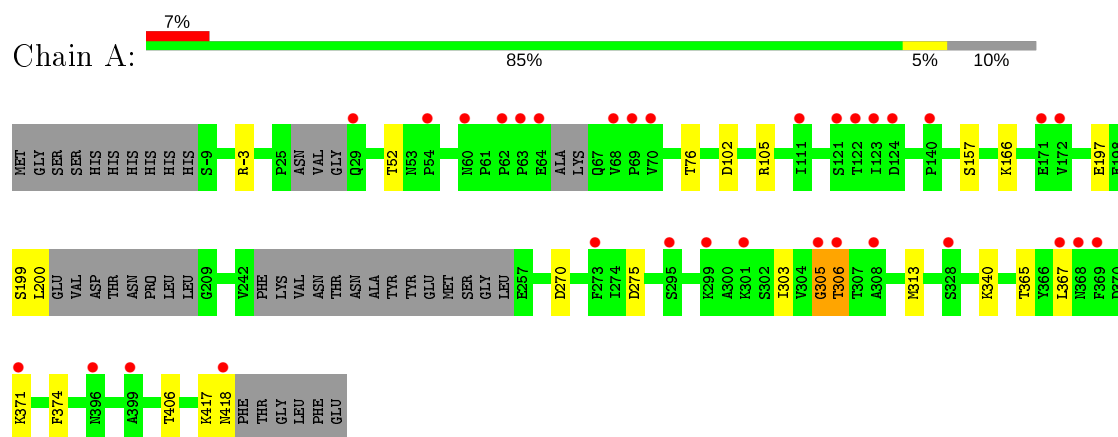 7%
Chain A:
85% 5% 10%
MET GLY SER SER HIS HIS HIS HIS HIS HIS S-9 R-3 P25 ASN VAL GLY Q29 T52 N53 P54 N60 P61 P62 P63 E64 ALA LYS Q67 V68 P69 V70 T76 D102 R105 I111 S121 T122 I123 D124 P140 S157 K166 E171 V172 E197
S199 L200 GLU VAL ASP THR ASN PRO LEU LEU G209 V242 PHE LYS VAL ASN THR ASN ALA TYR TYR GLU MET SER GLY LEU E257 D270 F273 I274 D275 S295 K299 A300 K301 S302 I303 V304 G305 T306 T307 A308 M313 S328 K340 T365 Y366 L367 N368 F369 D370
K371 F374 N396 A399 T406 K417 N418 PHE THR GLY LEU PHE GLU